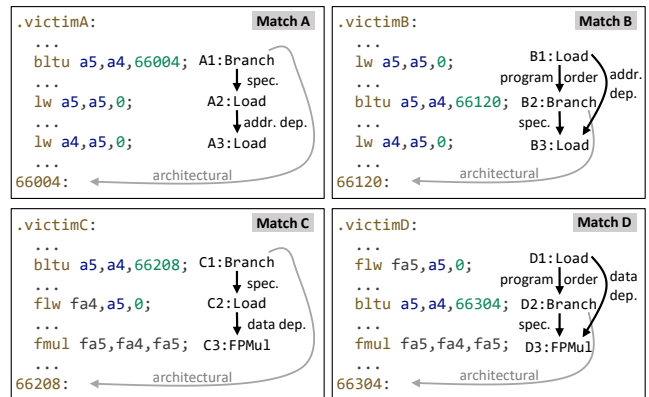 .victimA: Match A
...
bltu a5,a4,66004; A1:Branch
spec.
lw a5,a5,0; A2:Load
... addr. dep.
lw a4,a5,0; A3:Load
...
66004: architectural
.victimB: Match B
... B1:Load
lw a5,a5,0; program order addr. dep.
...
bltu a5,a4,66120; B2:Branch
... spec.
lw a4,a5,0; B3:Load
...
66120: architectural
.victimC: Match C
...
bltu a5,a4,66208; C1:Branch
... spec.
flw fa4,a5,0; C2:Load
... data dep.
fmul fa5,fa4,fa5; C3:FPMul
...
66208: architectural
.victimD: Match D
... D1:Load
flw fa5,a5,0; program order data dep.
...
bltu a5,a4,66304; D2:Branch
... spec.
fmul fa5,fa4,fa5; D3:FPMul
...
66304: architectural